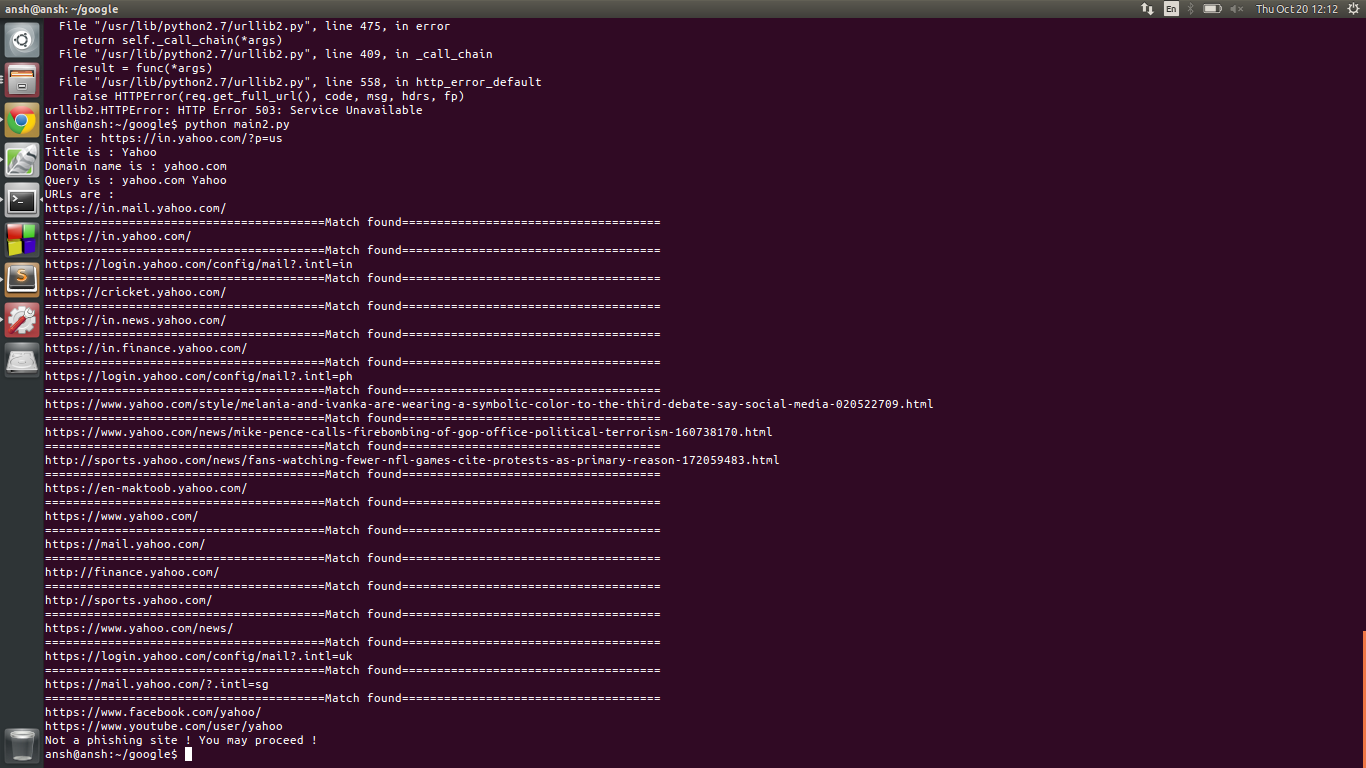 ansh@ansh: ~/google
En
Thu Oct 20 12:12
  File "/usr/lib/python2.7/urllib2.py", line 475, in error
    return self._call_chain(*args)
  File "/usr/lib/python2.7/urllib2.py", line 409, in _call_chain
    result = func(*args)
  File "/usr/lib/python2.7/urllib2.py", line 558, in http_error_default
    raise HTTPError(req.get_full_url(), code, msg, hdrs, fp)
urllib2.HTTPError: HTTP Error 503: Service Unavailable
ansh@ansh:~/google$ python main2.py
Enter : https://in.yahoo.com/?p=us
Title is : Yahoo
Domain name is : yahoo.com
Query is : yahoo.com Yahoo
URLs are :
https://in.mail.yahoo.com/
========================================Match found=====================================
https://in.yahoo.com/
========================================Match found=====================================
https://login.yahoo.com/config/mail?.intl=in
========================================Match found=====================================
https://cricket.yahoo.com/
========================================Match found=====================================
https://in.news.yahoo.com/
========================================Match found=====================================
https://in.finance.yahoo.com/
========================================Match found=====================================
https://login.yahoo.com/config/mail?.intl=ph
========================================Match found=====================================
https://www.yahoo.com/style/melania-and-ivanka-are-wearing-a-symbolic-color-to-the-third-debate-say-social-media-020522709.html
========================================Match found=====================================
https://www.yahoo.com/news/mike-pence-calls-firebombing-of-gop-office-political-terrorism-160738170.html
========================================Match found=====================================
http://sports.yahoo.com/news/fans-watching-fewer-nfl-games-cite-protests-as-primary-reason-172059483.html
========================================Match found=====================================
https://en-maktoob.yahoo.com/
========================================Match found=====================================
https://www.yahoo.com/
========================================Match found=====================================
https://mail.yahoo.com/
========================================Match found=====================================
http://finance.yahoo.com/
========================================Match found=====================================
http://sports.yahoo.com/
========================================Match found=====================================
https://www.yahoo.com/news/
========================================Match found=====================================
https://login.yahoo.com/config/mail?.intl=uk
========================================Match found=====================================
https://mail.yahoo.com/?.intl=sg
========================================Match found=====================================
https://www.facebook.com/yahoo/
https://www.youtube.com/user/yahoo
Not a phishing site ! You may proceed !
ansh@ansh:~/google$